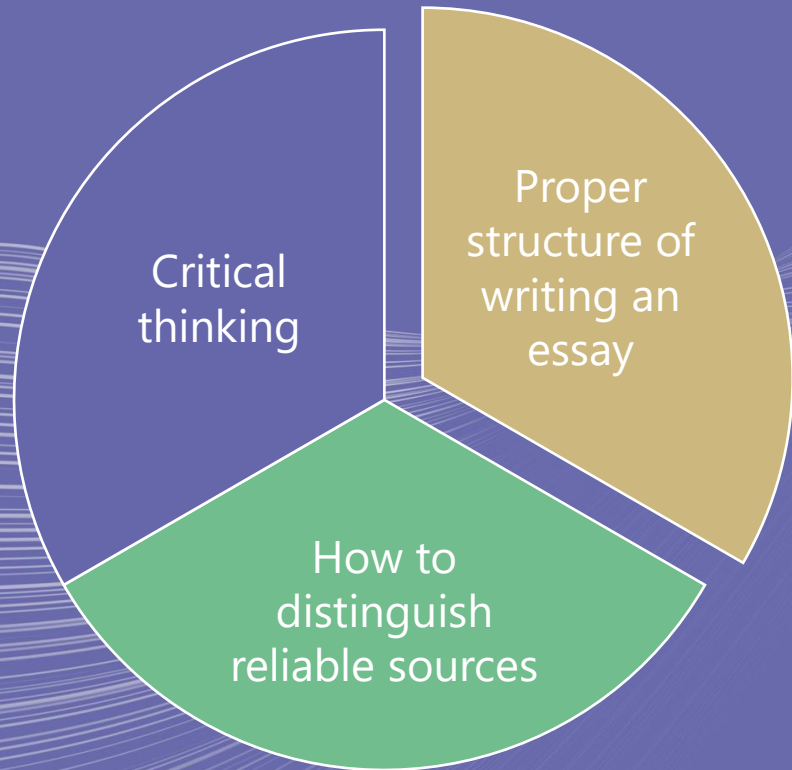 Proper
structure of
writing an
essay
Critical
thinking
How to
distinguish
reliable sources